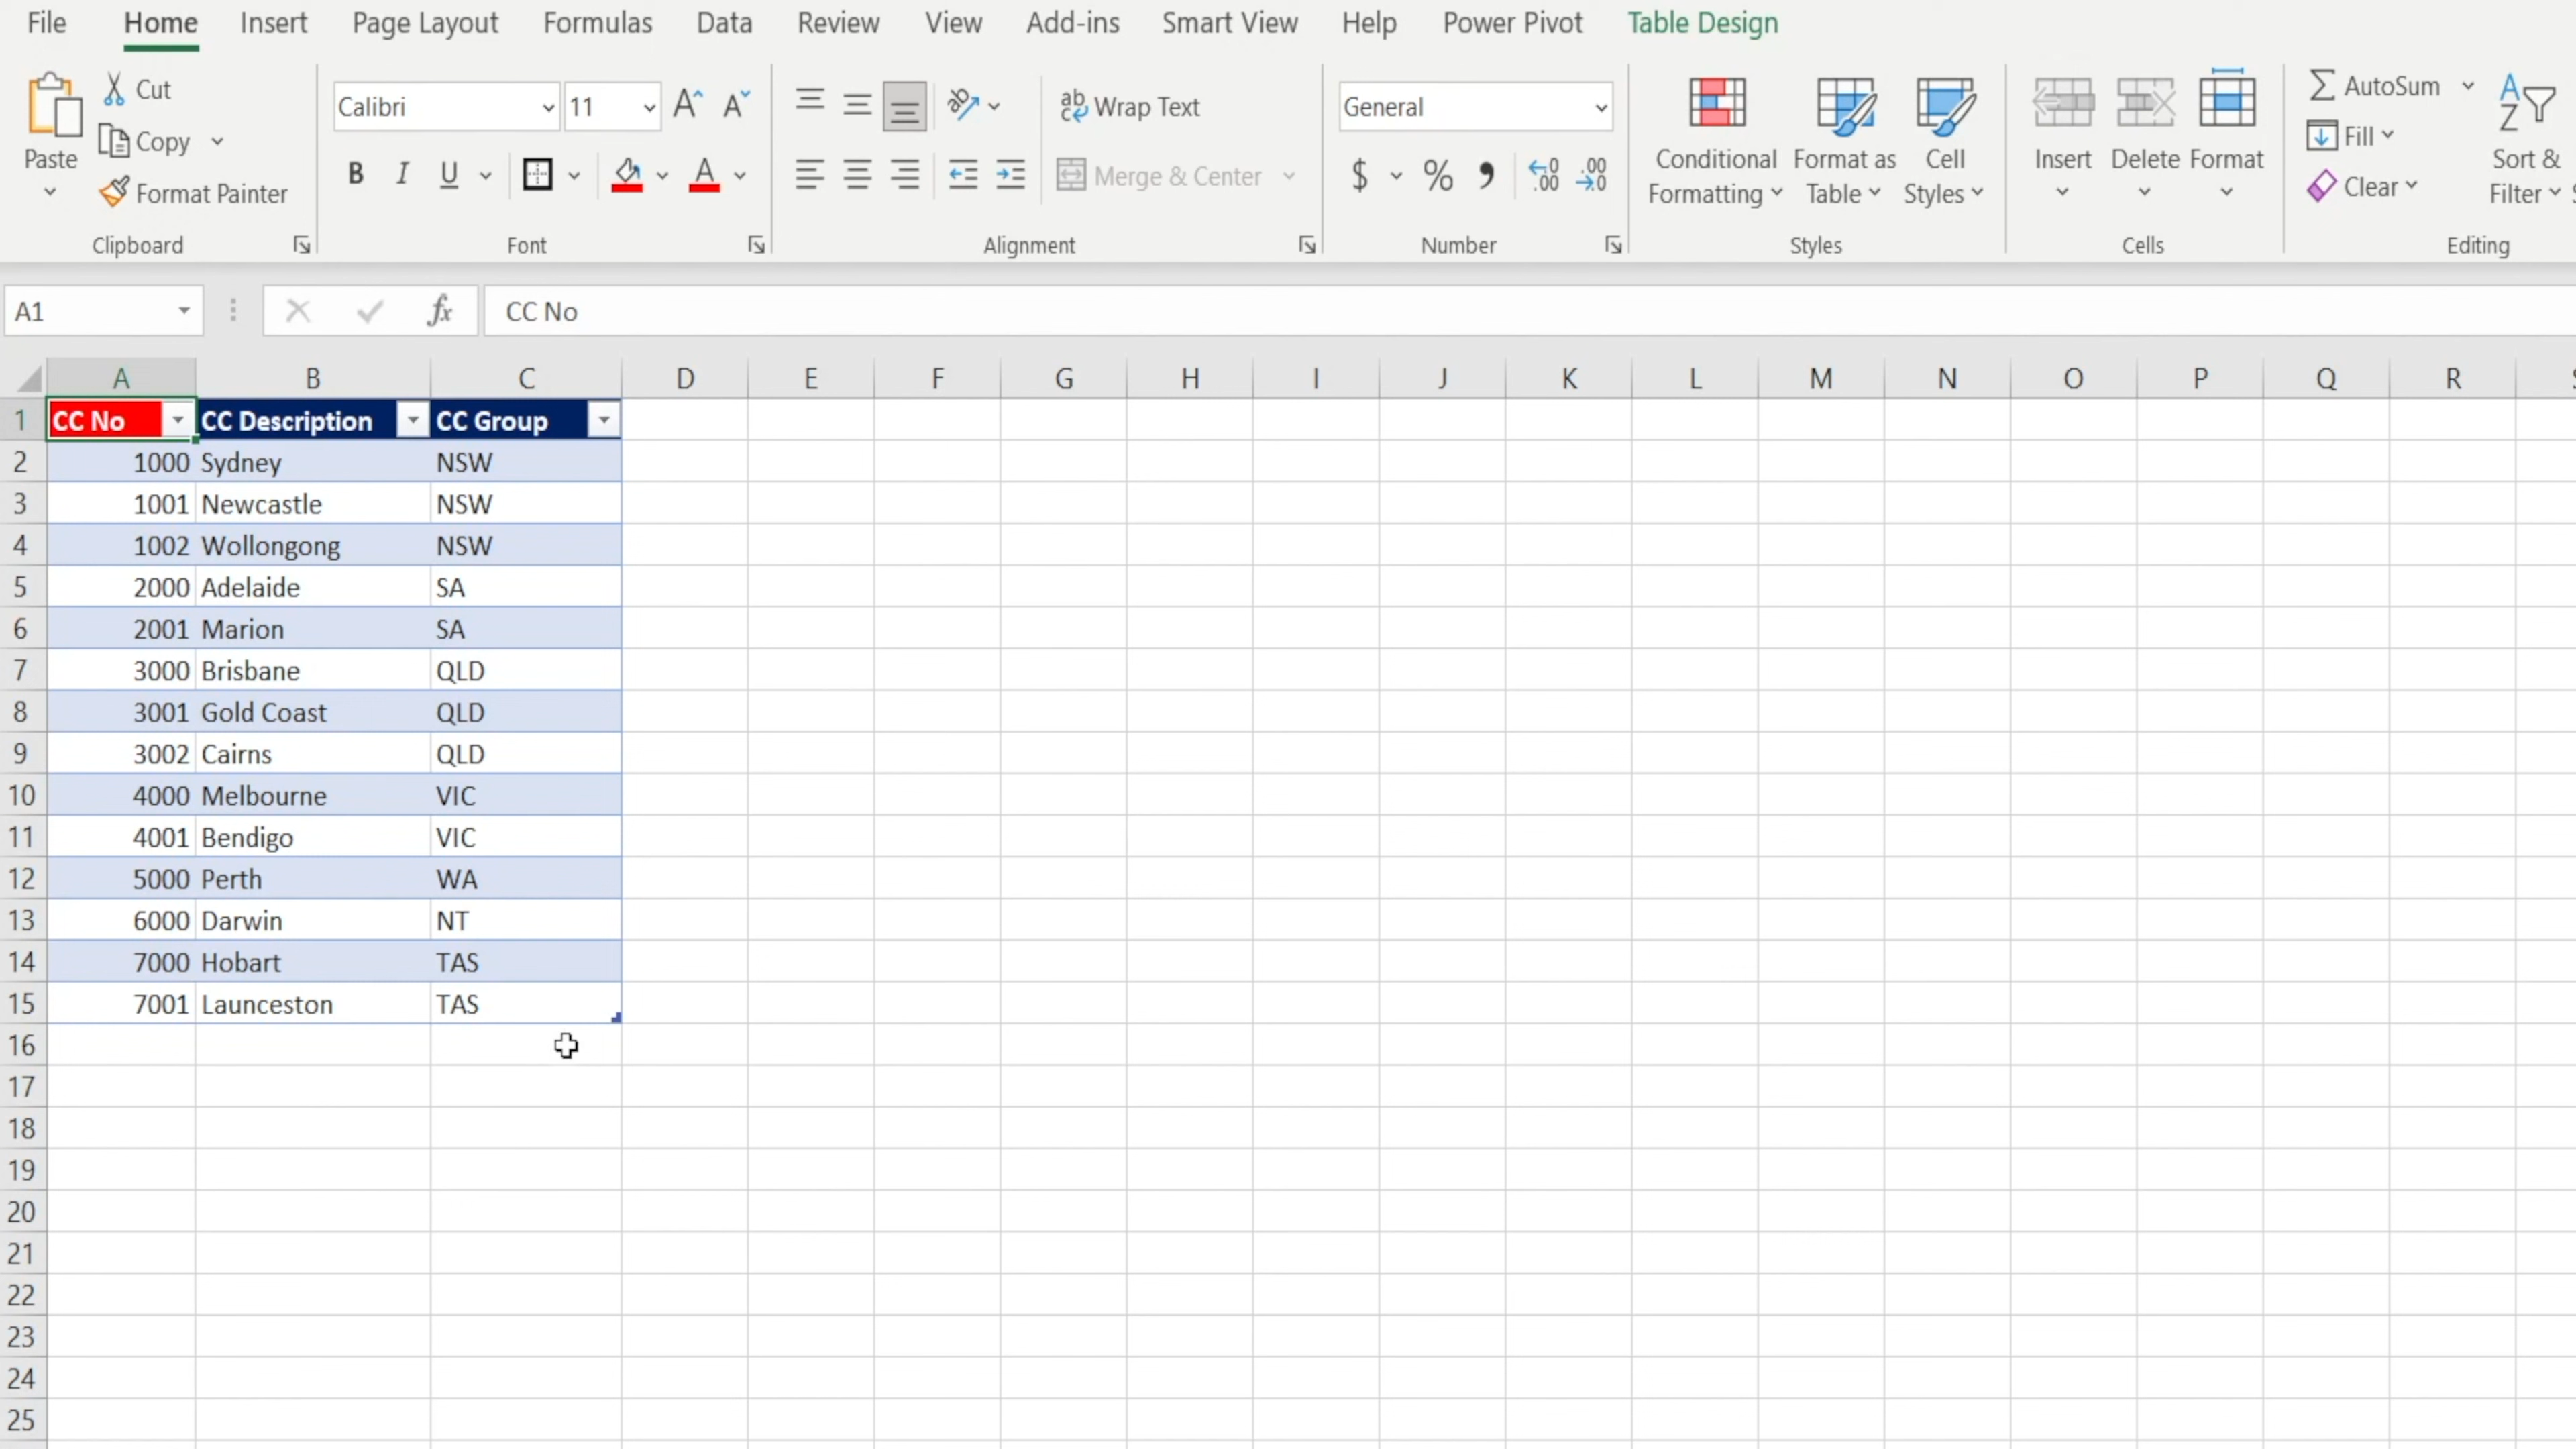 File Home Insert Page Layout Formulas Data Review View Add-ins Smart View Help Power Pivot Table Design
Paste
Cut
Copy
Format Painter
Clipboard
Calibri 11
B I U
Font
Wrap Text
Merge & Center
Alignment
General
$ % ,
Number
Conditional Formatting
Format as Table
Cell Styles
Styles
Insert Delete Format
Cells
AutoSum
Fill
Clear
Sort & Filter
Editing
A1 fx CC No
A B C D E F G H I J K L M N O P Q R
1 CC No CC Description CC Group
2 1000 Sydney NSW
3 1001 Newcastle NSW
4 1002 Wollongong NSW
5 2000 Adelaide SA
6 2001 Marion SA
7 3000 Brisbane QLD
8 3001 Gold Coast QLD
9 3002 Cairns QLD
10 4000 Melbourne VIC
11 4001 Bendigo VIC
12 5000 Perth WA
13 6000 Darwin NT
14 7000 Hobart TAS
15 7001 Launceston TAS
16
17
18
19
20
21
22
23
24
25